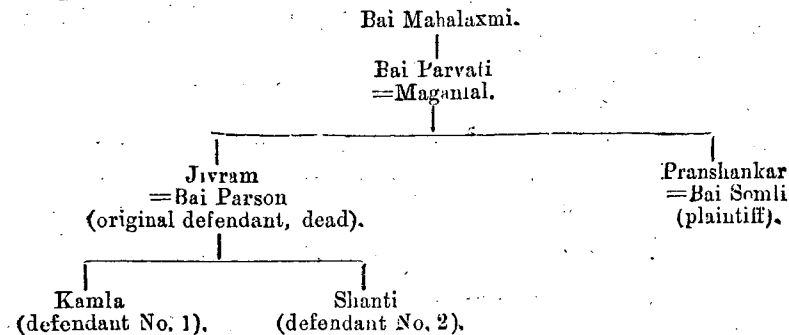 Bai Mahalaxmi.
Bai Parvati
=Maganlal.
Jivram
=Bai Parson
(original defendant, dead).
Pranshankar
=Bai Somli
(plaintiff).
Kamla
(defendant No. 1).
Shanti
(defendant No. 2).